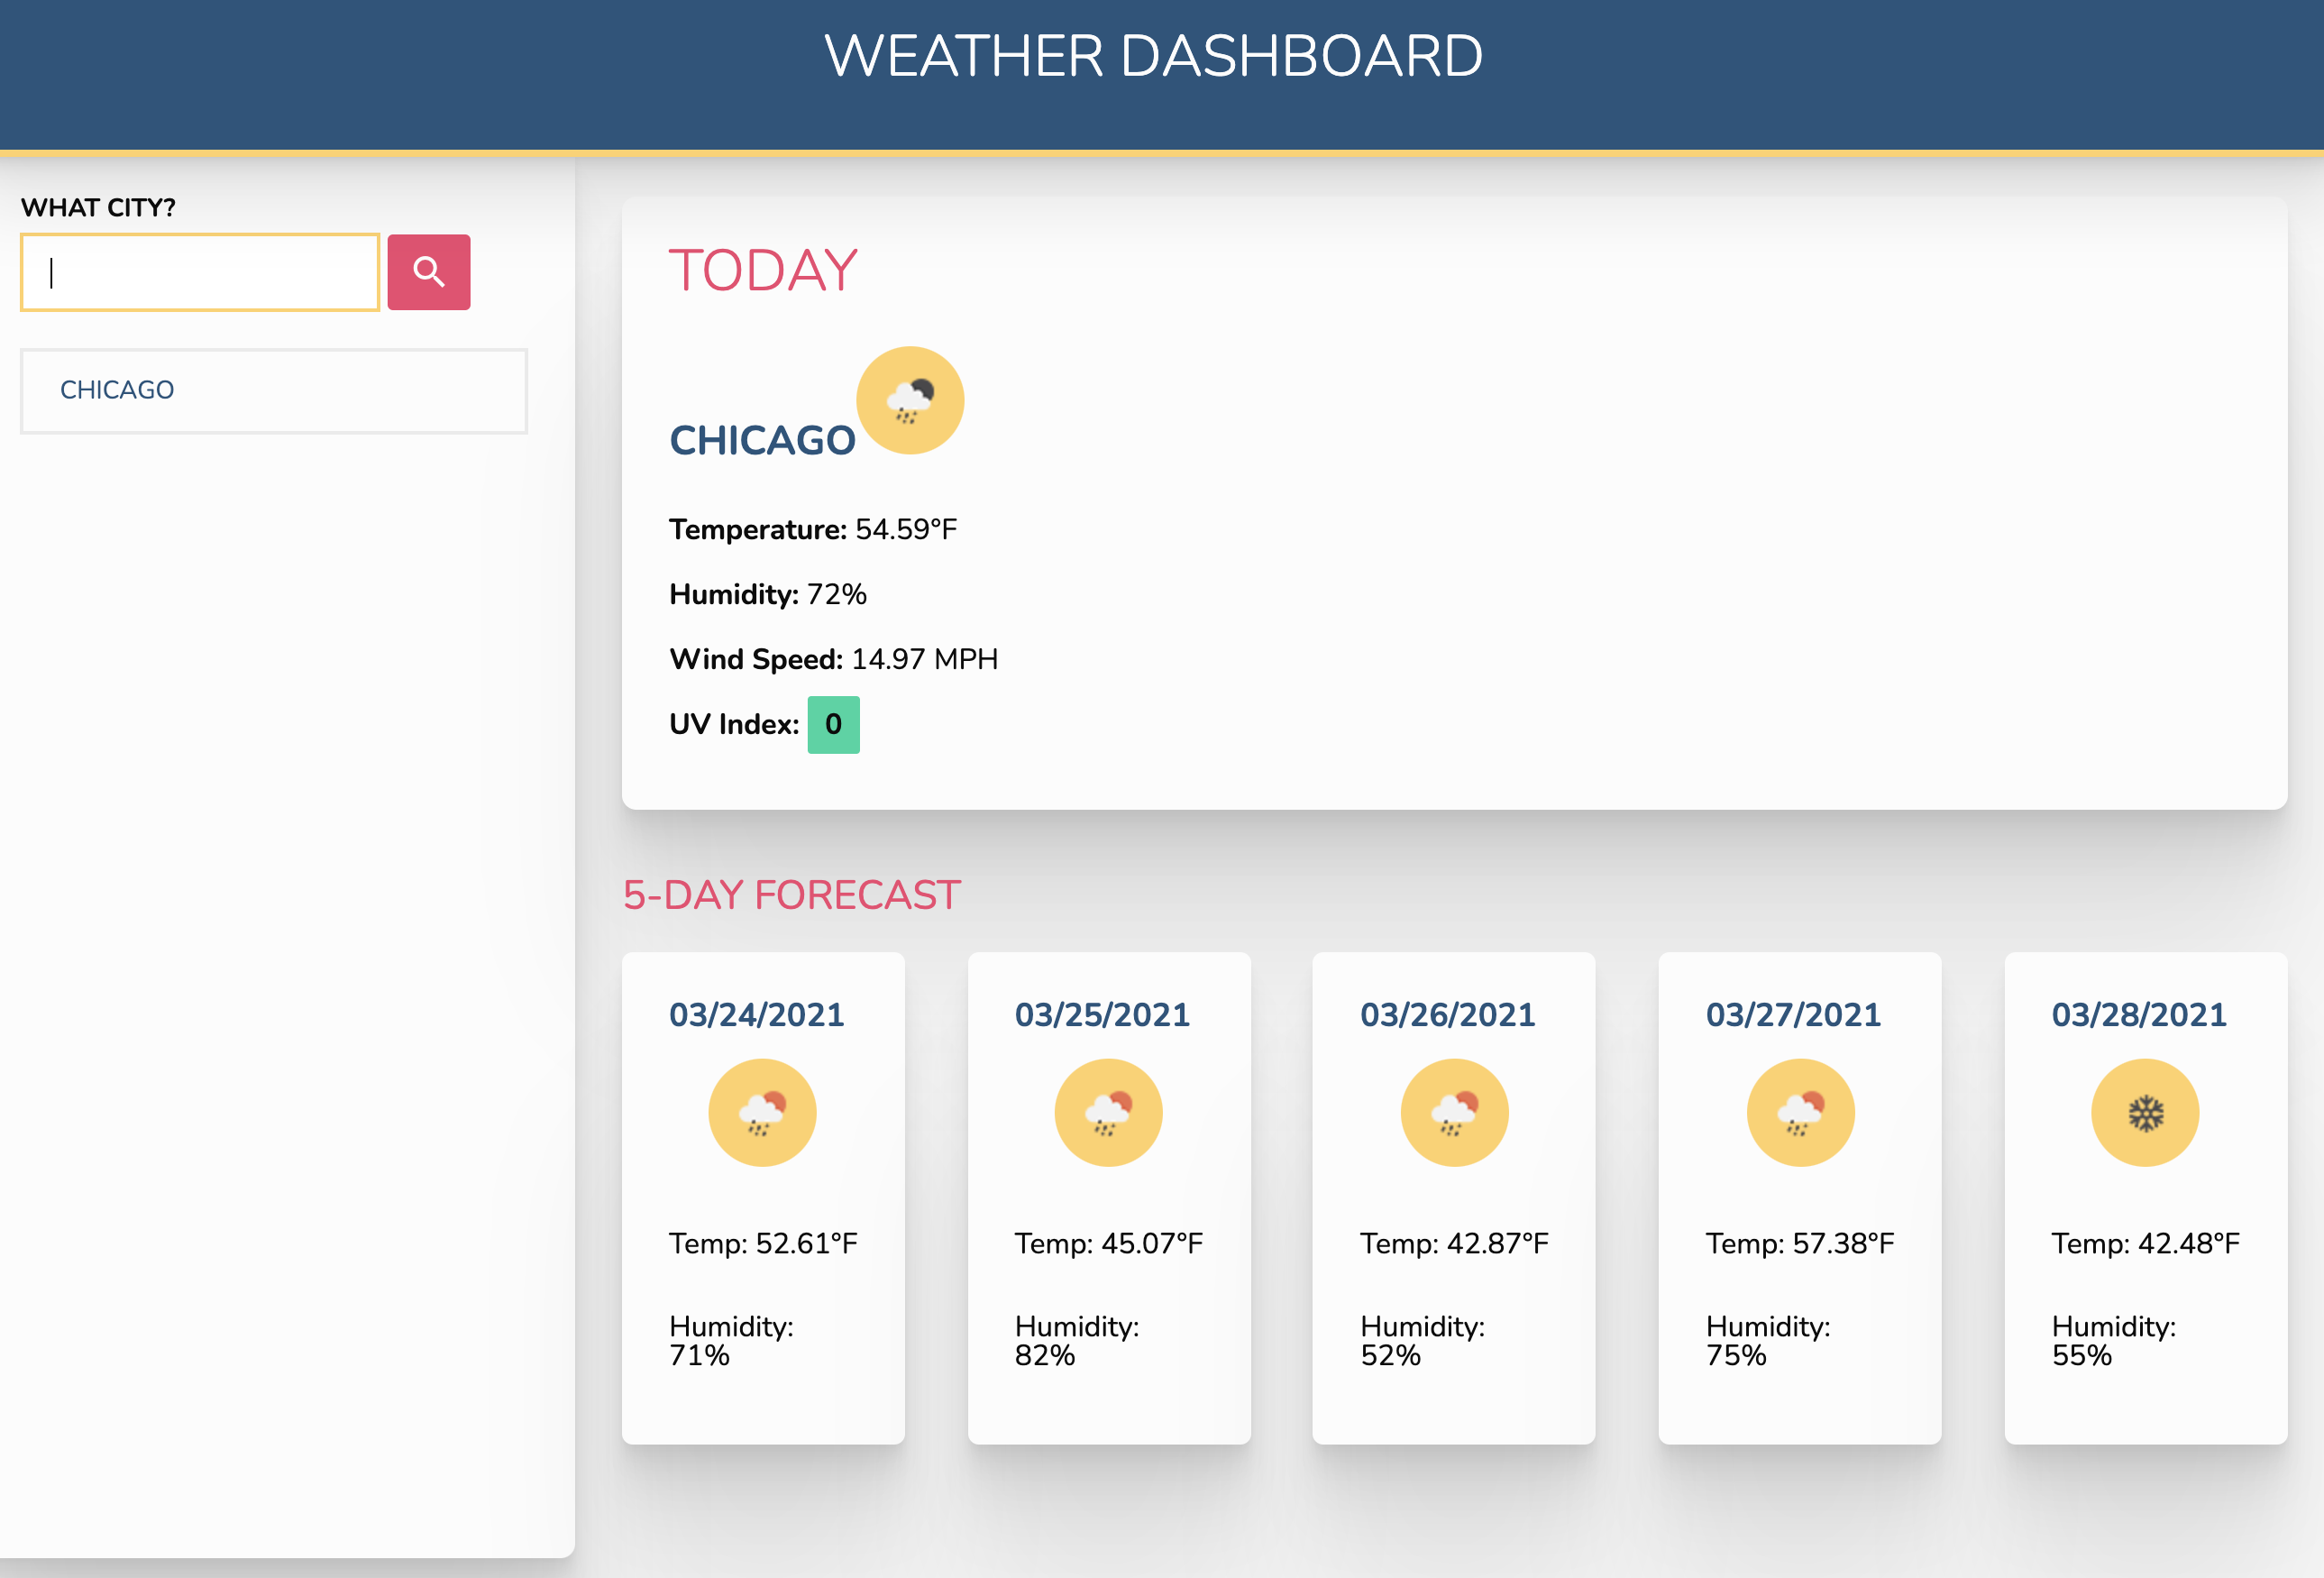 WEATHER DASHBOARD
WHAT CITY?
CHICAGO
TODAY
CHICAGO
Temperature: 54.59°F
Humidity: 72%
Wind Speed: 14.97 MPH
UV Index: 0
5-DAY FORECAST
03/24/2021
Temp: 52.61°F
Humidity:
71%
03/25/2021
Temp: 45.07°F
Humidity:
82%
03/26/2021
Temp: 42.87°F
Humidity:
52%
03/27/2021
Temp: 57.38°F
Humidity:
75%
03/28/2021
Temp: 42.48°F
Humidity:
55%